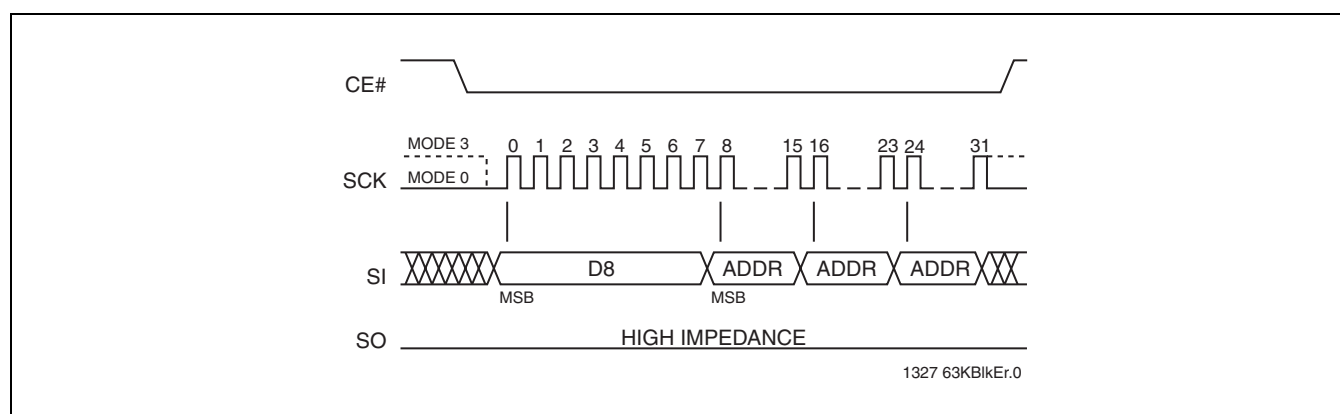 CE#
MODE 3
0 1 2 3 4 5 6 7 8 15 16 23 24 31
SCK MODE 0
SI D8 ADDR ADDR ADDR
MSB MSB
SO HIGH IMPEDANCE
1327 63KBlkEr.0